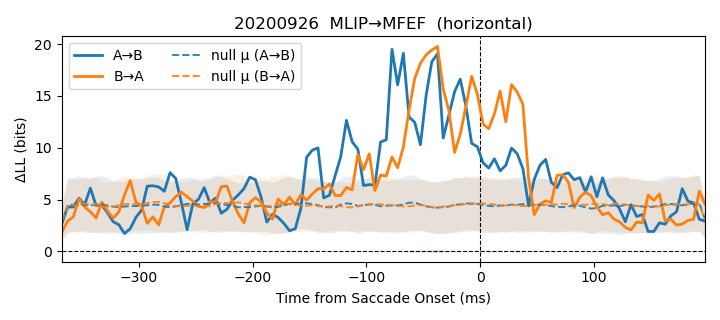 20200926  MLIP→MFEF  (horizontal)
A→B
B→A
null μ (A→B)
null μ (B→A)
ΔLL (bits)
20
15
10
5
0
−300
−200
−100
0
100
Time from Saccade Onset (ms)